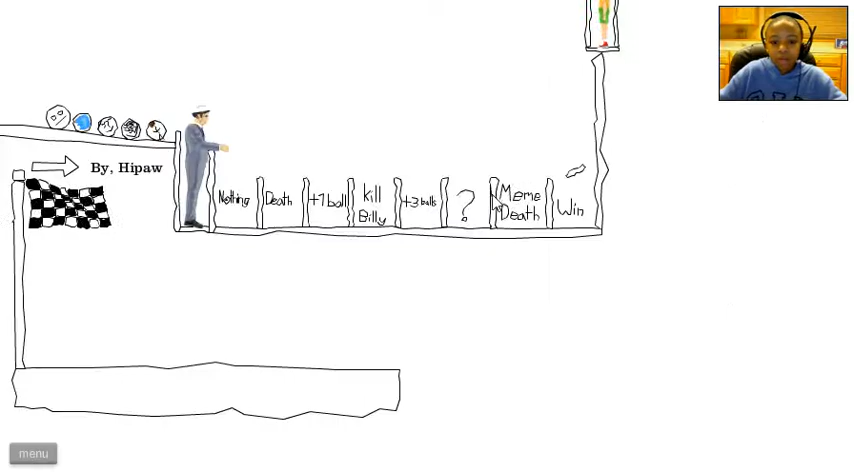 By, Hipaw
Nothing
Death
+1 ball
Kill
Billy
+3 balls
?
Meme
Death
Win
menu